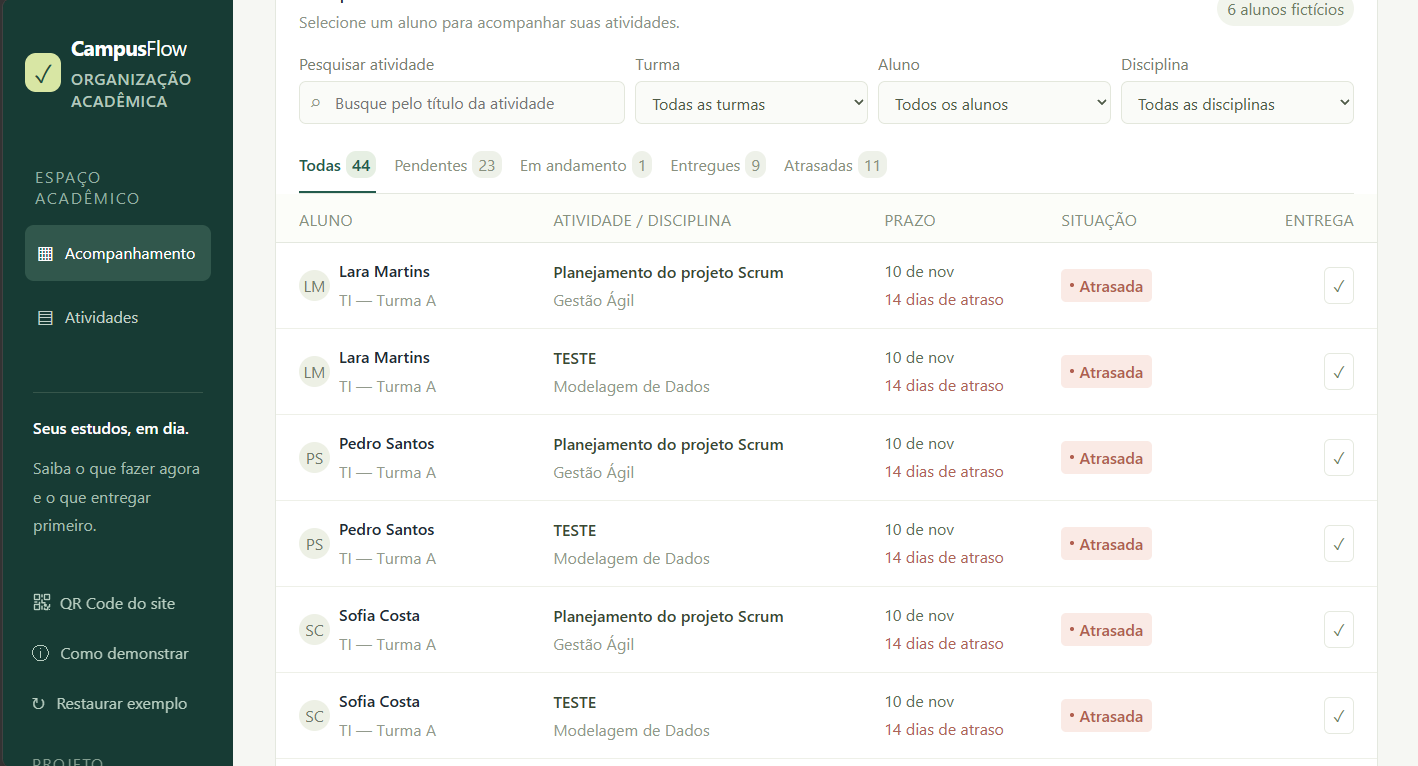 CampusFlow
ORGANIZAÇÃO
ACADÊMICA
ESPAÇO
ACADÊMICO
Acompanhamento
Atividades
Seus estudos, em dia.
Saiba o que fazer agora
e o que entregar
primeiro.
QR Code do site
Como demonstrar
Restaurar exemplo
PROJETO
Selecione um aluno para acompanhar suas atividades.
6 alunos fictícios
Pesquisar atividade
Turma
Aluno
Disciplina
Busque pelo título da atividade
Todas as turmas
Todos os alunos
Todas as disciplinas
Todas 44 Pendentes 23 Em andamento 1 Entregues 9 Atrasadas 11
ALUNO ATIVIDADE / DISCIPLINA PRAZO SITUAÇÃO ENTREGA
LM
Lara Martins
TI — Turma A
Planejamento do projeto Scrum
Gestão Ágil
10 de nov
14 dias de atraso
• Atrasada
✓
LM
Lara Martins
TI — Turma A
TESTE
Modelagem de Dados
10 de nov
14 dias de atraso
• Atrasada
✓
PS
Pedro Santos
TI — Turma A
Planejamento do projeto Scrum
Gestão Ágil
10 de nov
14 dias de atraso
• Atrasada
✓
PS
Pedro Santos
TI — Turma A
TESTE
Modelagem de Dados
10 de nov
14 dias de atraso
• Atrasada
✓
SC
Sofia Costa
TI — Turma A
Planejamento do projeto Scrum
Gestão Ágil
10 de nov
14 dias de atraso
• Atrasada
✓
SC
Sofia Costa
TI — Turma A
TESTE
Modelagem de Dados
10 de nov
14 dias de atraso
• Atrasada
✓